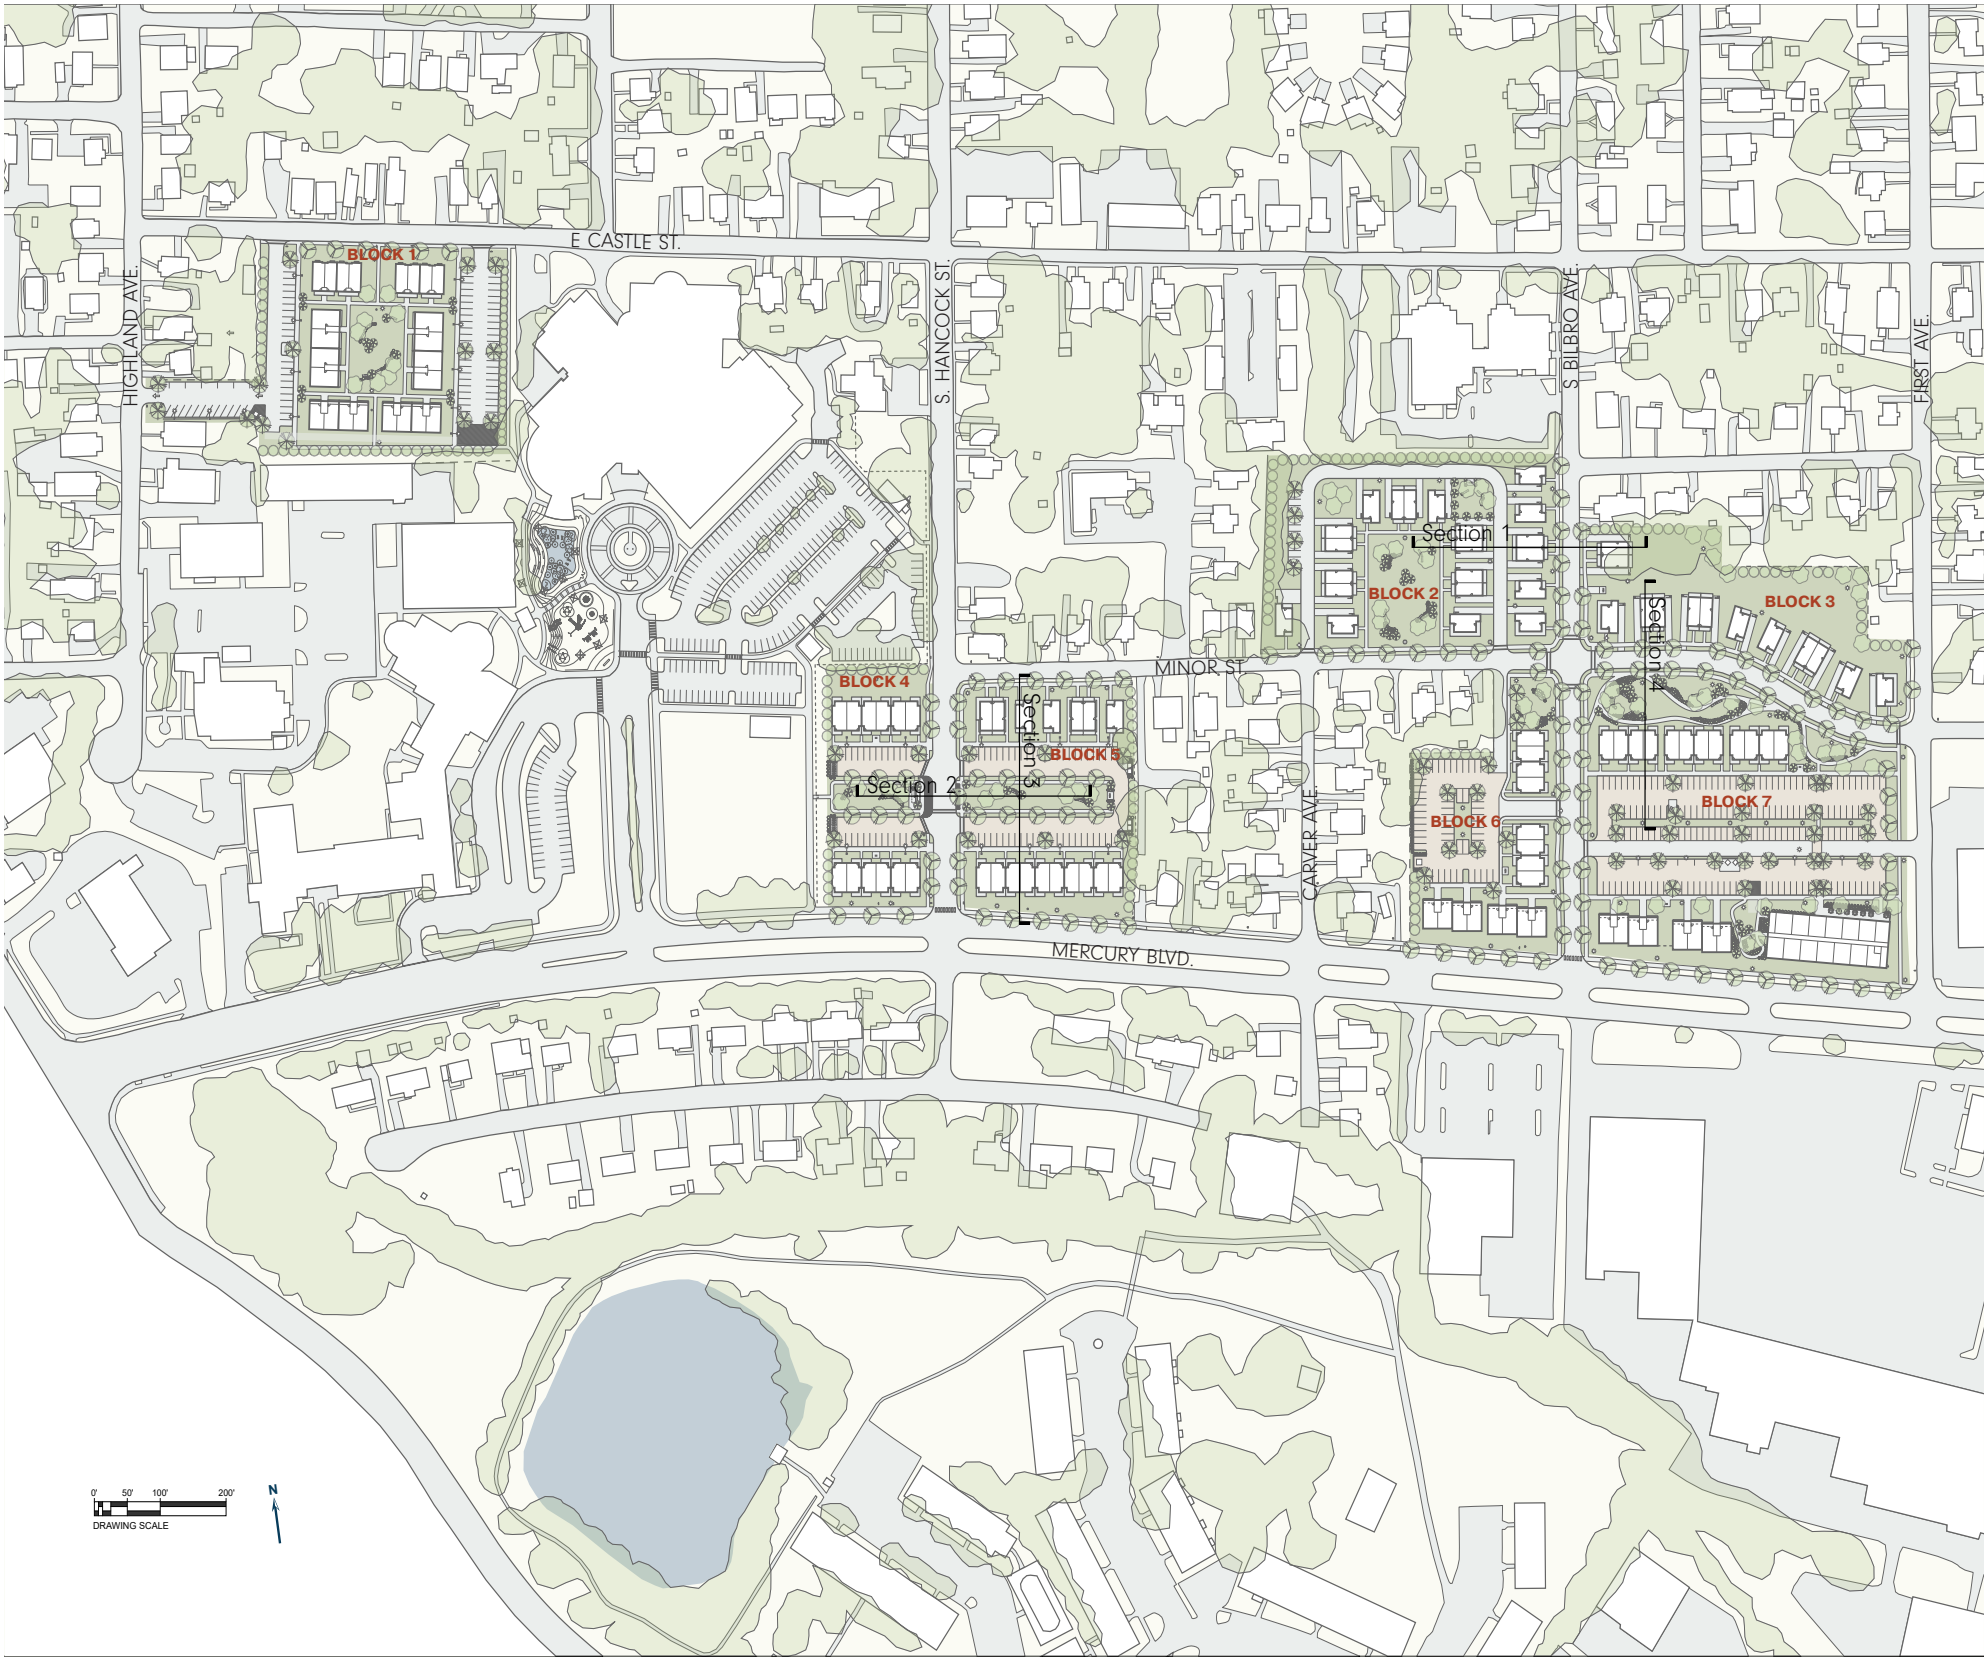 E CASTLE ST.
BLOCK 1
HIGHLAND AVE.
S. HANCOCK ST.
S BILBRO AVE.
FIRST AVE.
Section 1
BLOCK 2
BLOCK 3
Section 4
MINOR ST
BLOCK 4
Section 3
BLOCK 5
Section 2
CARVER AVE.
BLOCK 6
BLOCK 7
MERCURY BLVD.
0' 50' 100' 200'
DRAWING SCALE
N